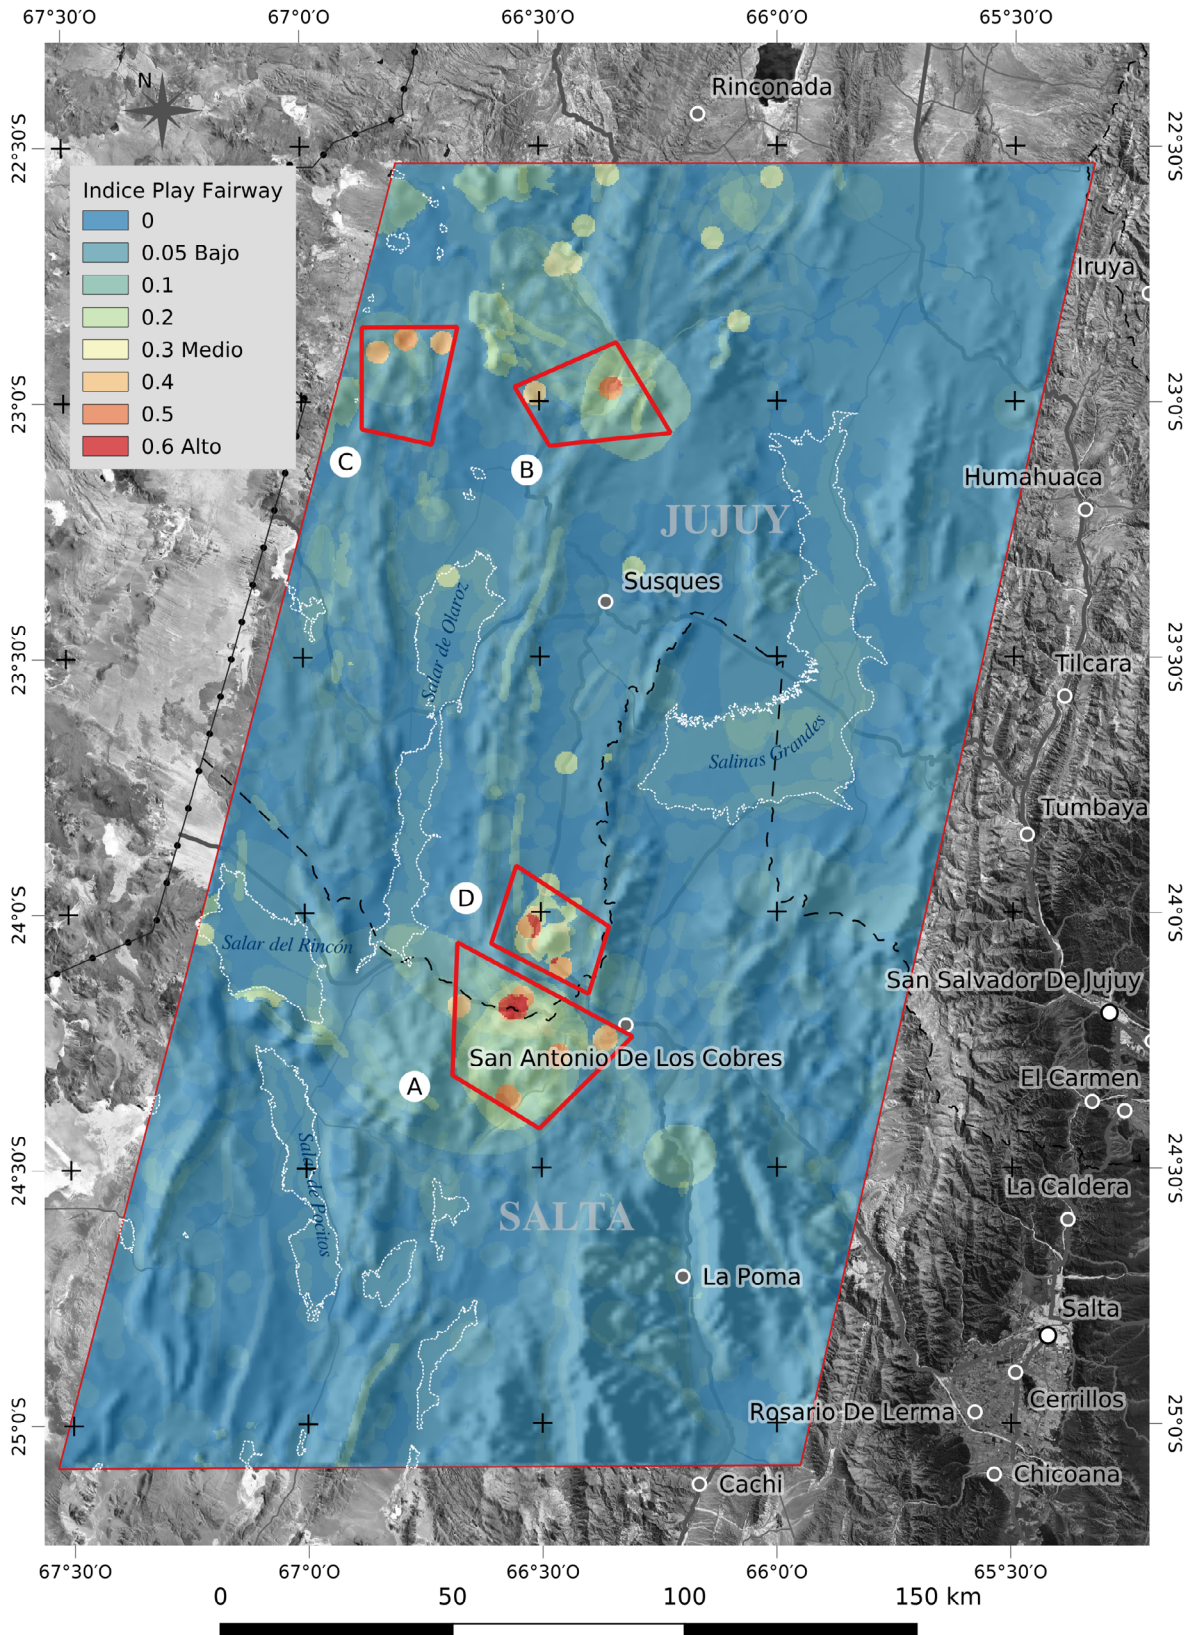 67°30'O 67°0'O 66°30'O 66°0'O 65°30'O
N
Rinconada
22°30'S
22°30'S
Indice Play Fairway
0
0.05 Bajo
0.1
0.2
0.3 Medio
0.4
0.5
0.6 Alto
Iruya
23°0'S
23°0'S
C
B
Humahuaca
JUJUY
Susques
Salar de Olaroz
23°30'S
23°30'S
Tilcara
Salinas Grandes
Tumbaya
D
24°0'S
24°0'S
Salar del Rincón
San Salvador De Jujuy
San Antonio De Los Cobres
A
El Carmen
Salar de Pocitos
24°30'S
24°30'S
La Caldera
SALTA
La Poma
Salta
Cerrillos
Rosario De Lerma
25°0'S
25°0'S
Chicoana
Cachi
67°30'O 67°0'O 66°30'O 66°0'O 65°30'O
0 50 100 150 km